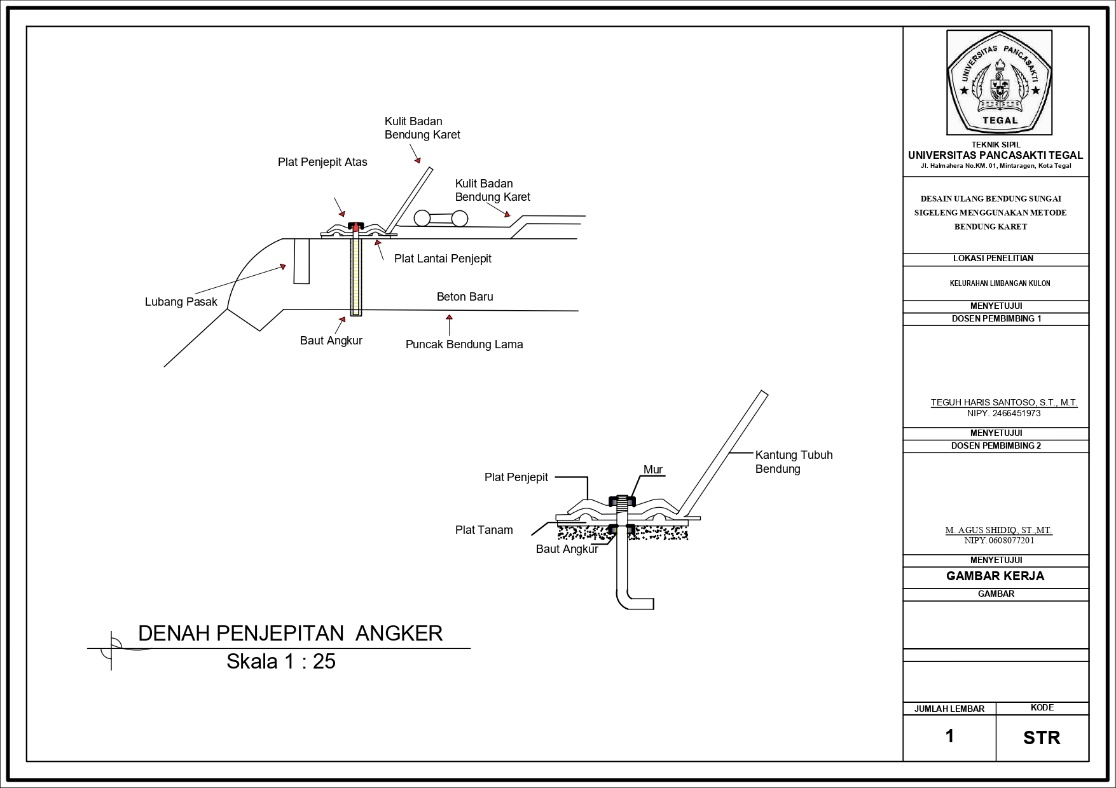 Kulit Badan
Bendung Karet
Plat Penjepit Atas
Kulit Badan
Bendung Karet
Plat Lantai Penjepit
Lubang Pasak
Beton Baru
Baut Angkur
Puncak Bendung Lama
Kantung Tubuh
Bendung
Mur
Plat Penjepit
Plat Tanam
Baut Angkur
DENAH PENJEPITAN ANGKER
Skala 1 : 25
UNIVERSITAS PANCASAKTI
TEGAL
TEKNIK SIPIL
UNIVERSITAS PANCASAKTI TEGAL
Jl. Halmahera No.KM. 01, Mintaragen, Kota Tegal
DESAIN ULANG BENDUNG SUNGAI
SIGELENG MENGGUNAKAN METODE
BENDUNG KARET
LOKASI PENELITIAN
KELURAHAN LIMBANGAN KULON
MENYETUJUI
DOSEN PEMBIMBING 1
TEGUH HARIS SANTOSO, S.T., M.T.
NIPY. 2466451973
MENYETUJUI
DOSEN PEMBIMBING 2
M. AGUS SHIDIQ, ST.,MT
NIPY. 0608077201
MENYETUJUI
GAMBAR KERJA
GAMBAR
JUMLAH LEMBAR
KODE
1
STR